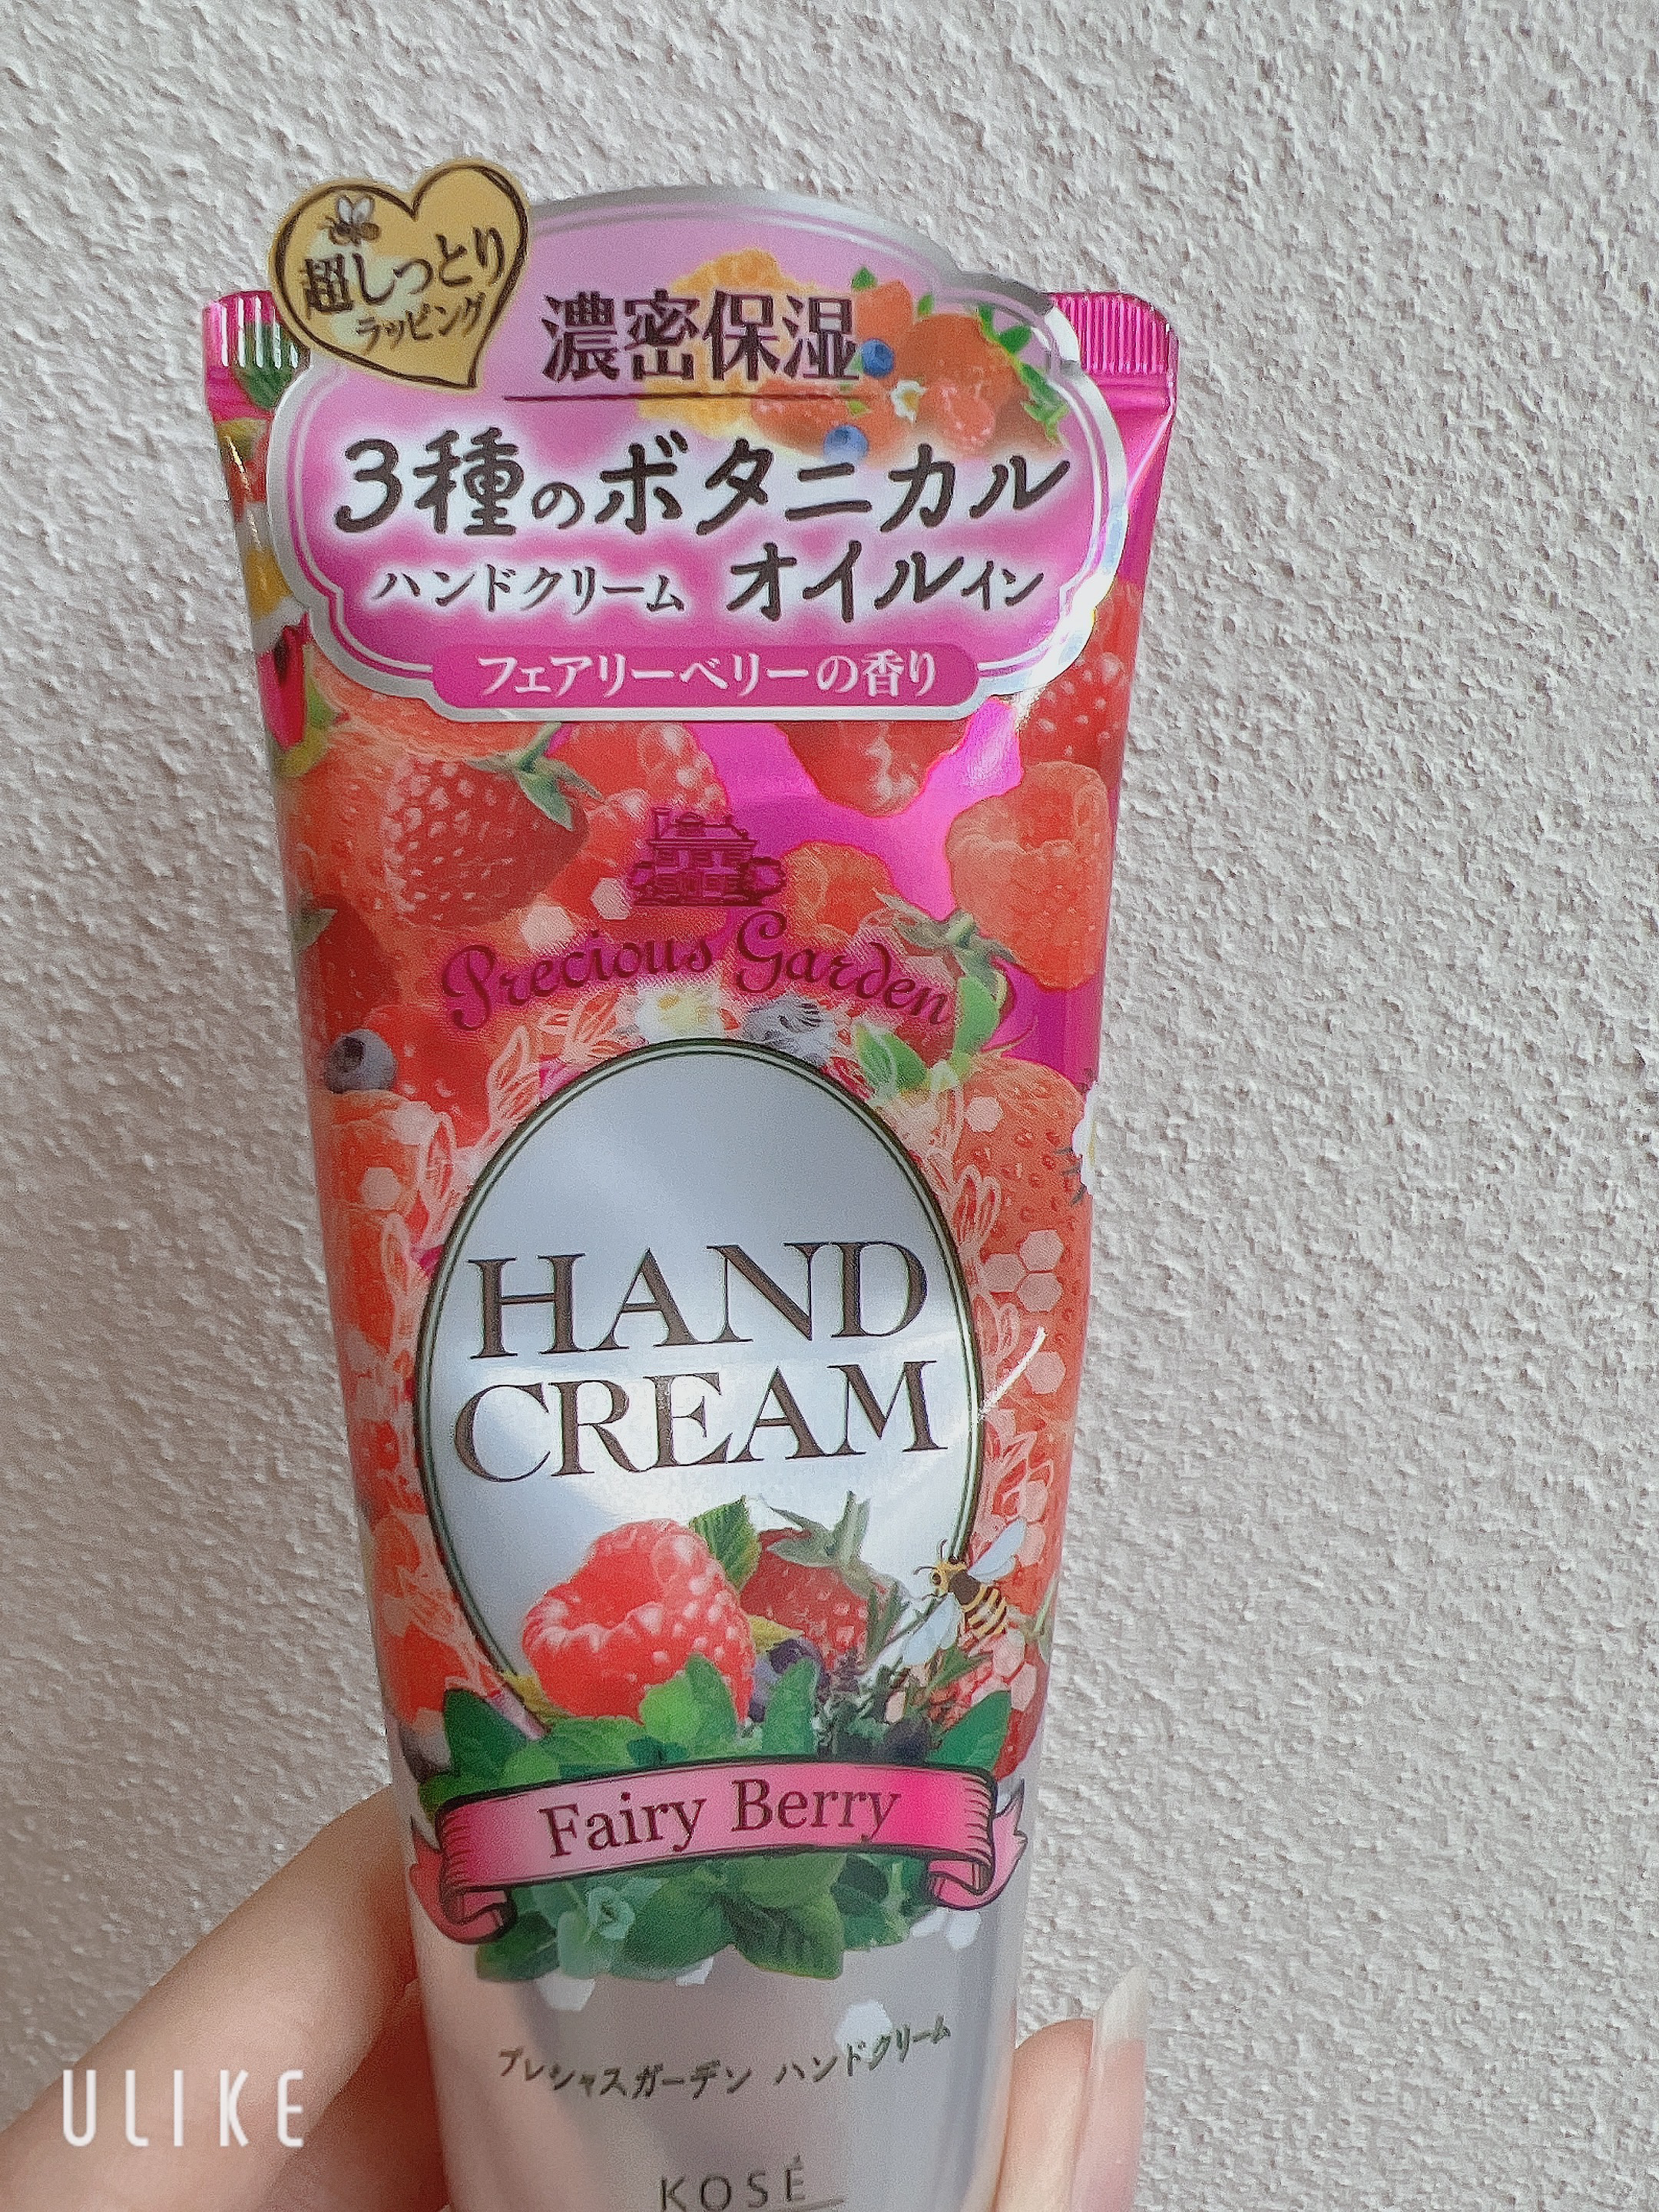 超しっとり
ラッピング
濃密保湿
3種のボタニカル
ハンドクリーム オイルイン
フェアリーベリーの香り
Precious Garden
HAND
CREAM
Fairy Berry
プレシャスガーデン ハンドクリーム
KOSÉ
ULIKE